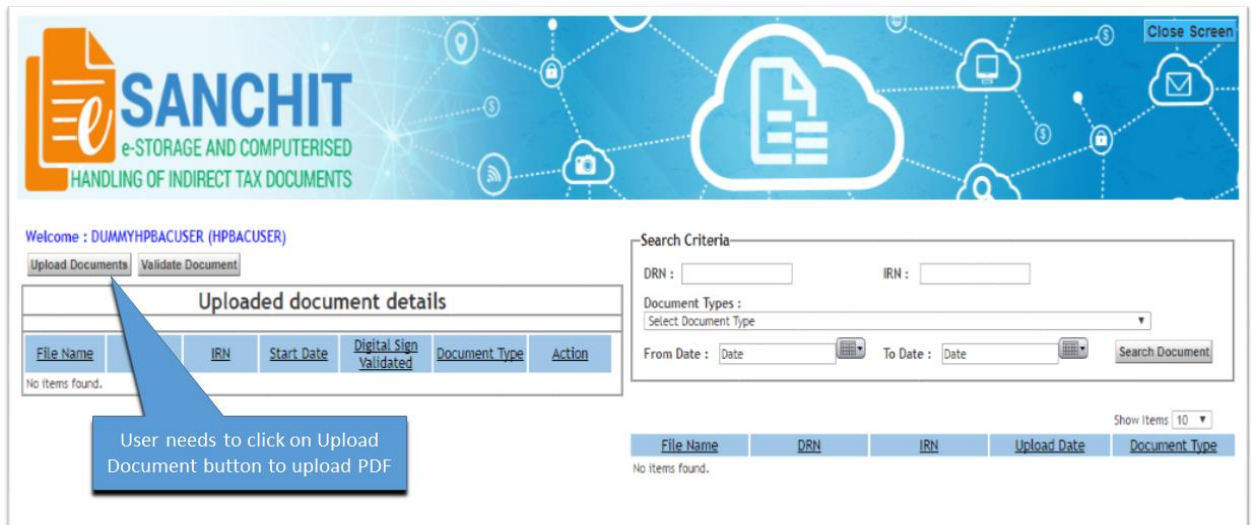 Close Screen
e SANCHIT
e-STORAGE AND COMPUTERISED
HANDLING OF INDIRECT TAX DOCUMENTS
Welcome : DUMMYHPBACUSER (HPBACUSER)
Upload Documents Validate Document
Uploaded document details
File Name IRN Start Date Digital Sign Validated Document Type Action
No items found.
User needs to click on Upload
Document button to upload PDF
Search Criteria
DRN : IRN :
Document Types :
Select Document Type
From Date : Date To Date : Date Search Document
Show Items 10
File Name DRN IRN Upload Date Document Type
No items found.